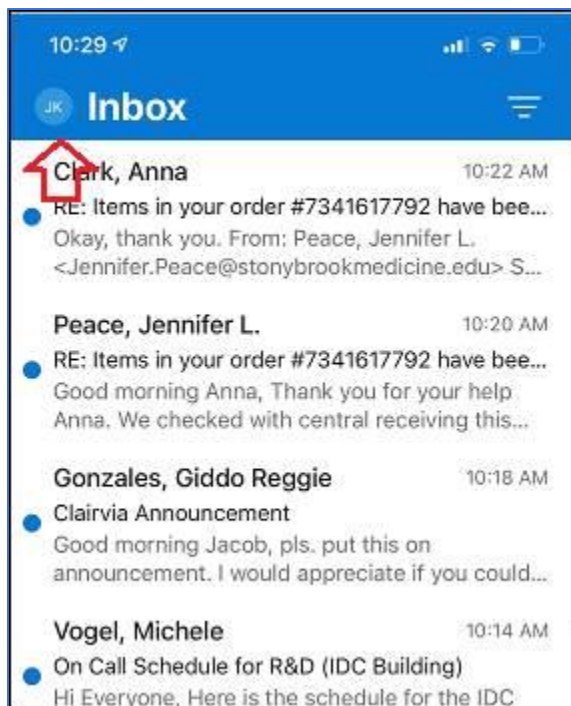 10:29
JK Inbox
Clark, Anna 10:22 AM
RE: Items in your order #7341617792 have bee...
Okay, thank you. From: Peace, Jennifer L.
<Jennifer.Peace@stonybrookmedicine.edu> S...
Peace, Jennifer L. 10:20 AM
RE: Items in your order #7341617792 have bee...
Good morning Anna, Thank you for your help
Anna. We checked with central receiving this...
Gonzales, Giddo Reggie 10:18 AM
Clairvia Announcement
Good morning Jacob, pls. put this on
announcement. I would appreciate if you could...
Vogel, Michele 10:14 AM
On Call Schedule for R&D (IDC Building)
Hi Everyone, Here is the schedule for the IDC